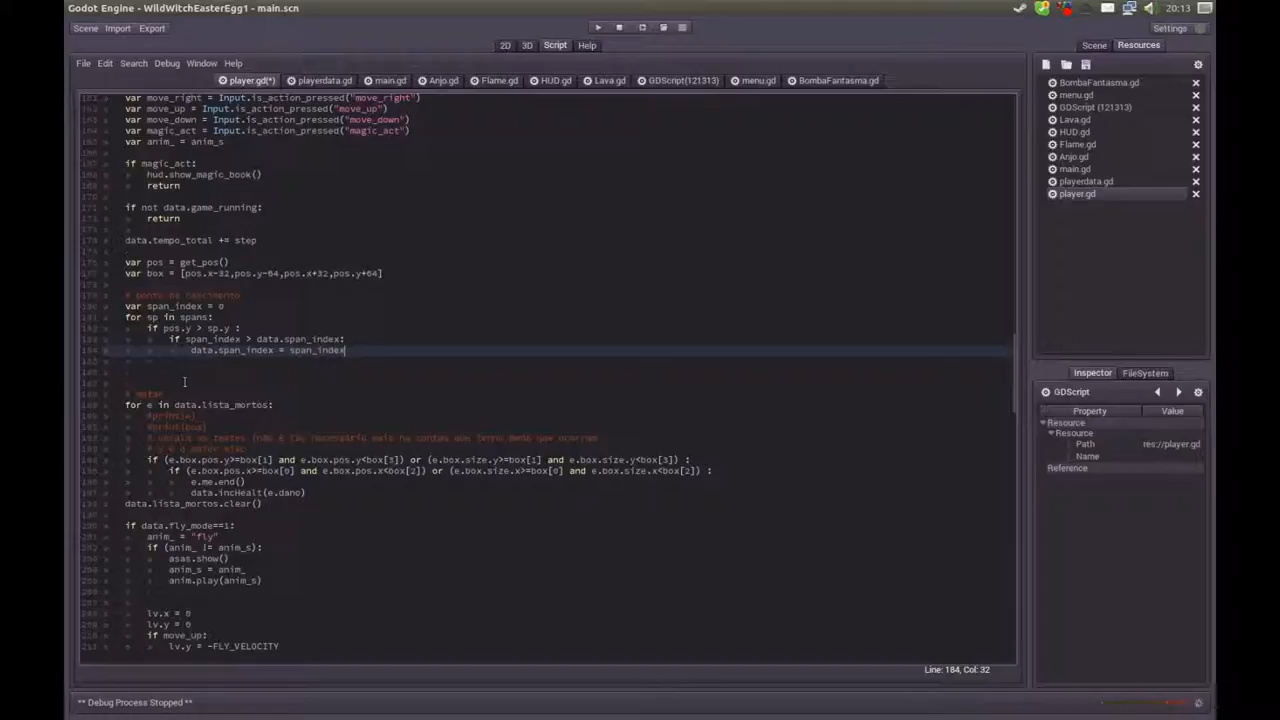 Godot Engine - WildWitchEasterEgg1 - main.scn
20:13
Scene Import Export
Settings
2D 3D Script Help
Scene Resources
File Edit Search Debug Window Help
player.gd(*) playerdata.gd main.gd Anjo.gd Flame.gd HUD.gd Lava.gd GDScript(121313) menu.gd BombaFantasma.gd
var move_right = Input.is_action_pressed("move_right")
var move_up = Input.is_action_pressed("move_up")
var move_down = Input.is_action_pressed("move_down")
var magic_act = Input.is_action_pressed("magic_act")
var anim_ = anim_s
if magic_act:
hud.show_magic_book()
return
if not data.game_running:
return
data.tempo_total += step
var pos = get_pos()
var box = [pos.x-32,pos.y-64,pos.x+32,pos.y+64]
var span_index = 0
for sp in spans:
if pos.y > sp.y :
if span_index > data.span_index:
data.span_index = span_index
# matar
for e in data.lista_mortos:
#print(e)
#print(box)
if (e.box.pos.y>=box[1] and e.box.pos.y<box[3]) or (e.box.size.y>=box[1] and e.box.size.y<box[3]) :
if (e.box.pos.x>=box[0] and e.box.pos.x<box[2]) or (e.box.size.x>=box[0] and e.box.size.x<box[2]) :
e.me.end()
data.incHealt(e.dano)
data.lista_mortos.clear()
if data.fly_mode==1:
anim_ = "fly"
if (anim_ != anim_s):
asas.show()
anim_s = anim_
anim.play(anim_s)
lv.x = 0
lv.y = 0
if move_up:
lv.y = -FLY_VELOCITY
Line: 184, Col: 32
** Debug Process Stopped **
BombaFantasma.gd
menu.gd
GDScript (121313)
Lava.gd
HUD.gd
Flame.gd
Anjo.gd
main.gd
playerdata.gd
player.gd
Inspector FileSystem
GDScript
Property Value
Resource
Resource
Path res://player.gd
Name
Reference